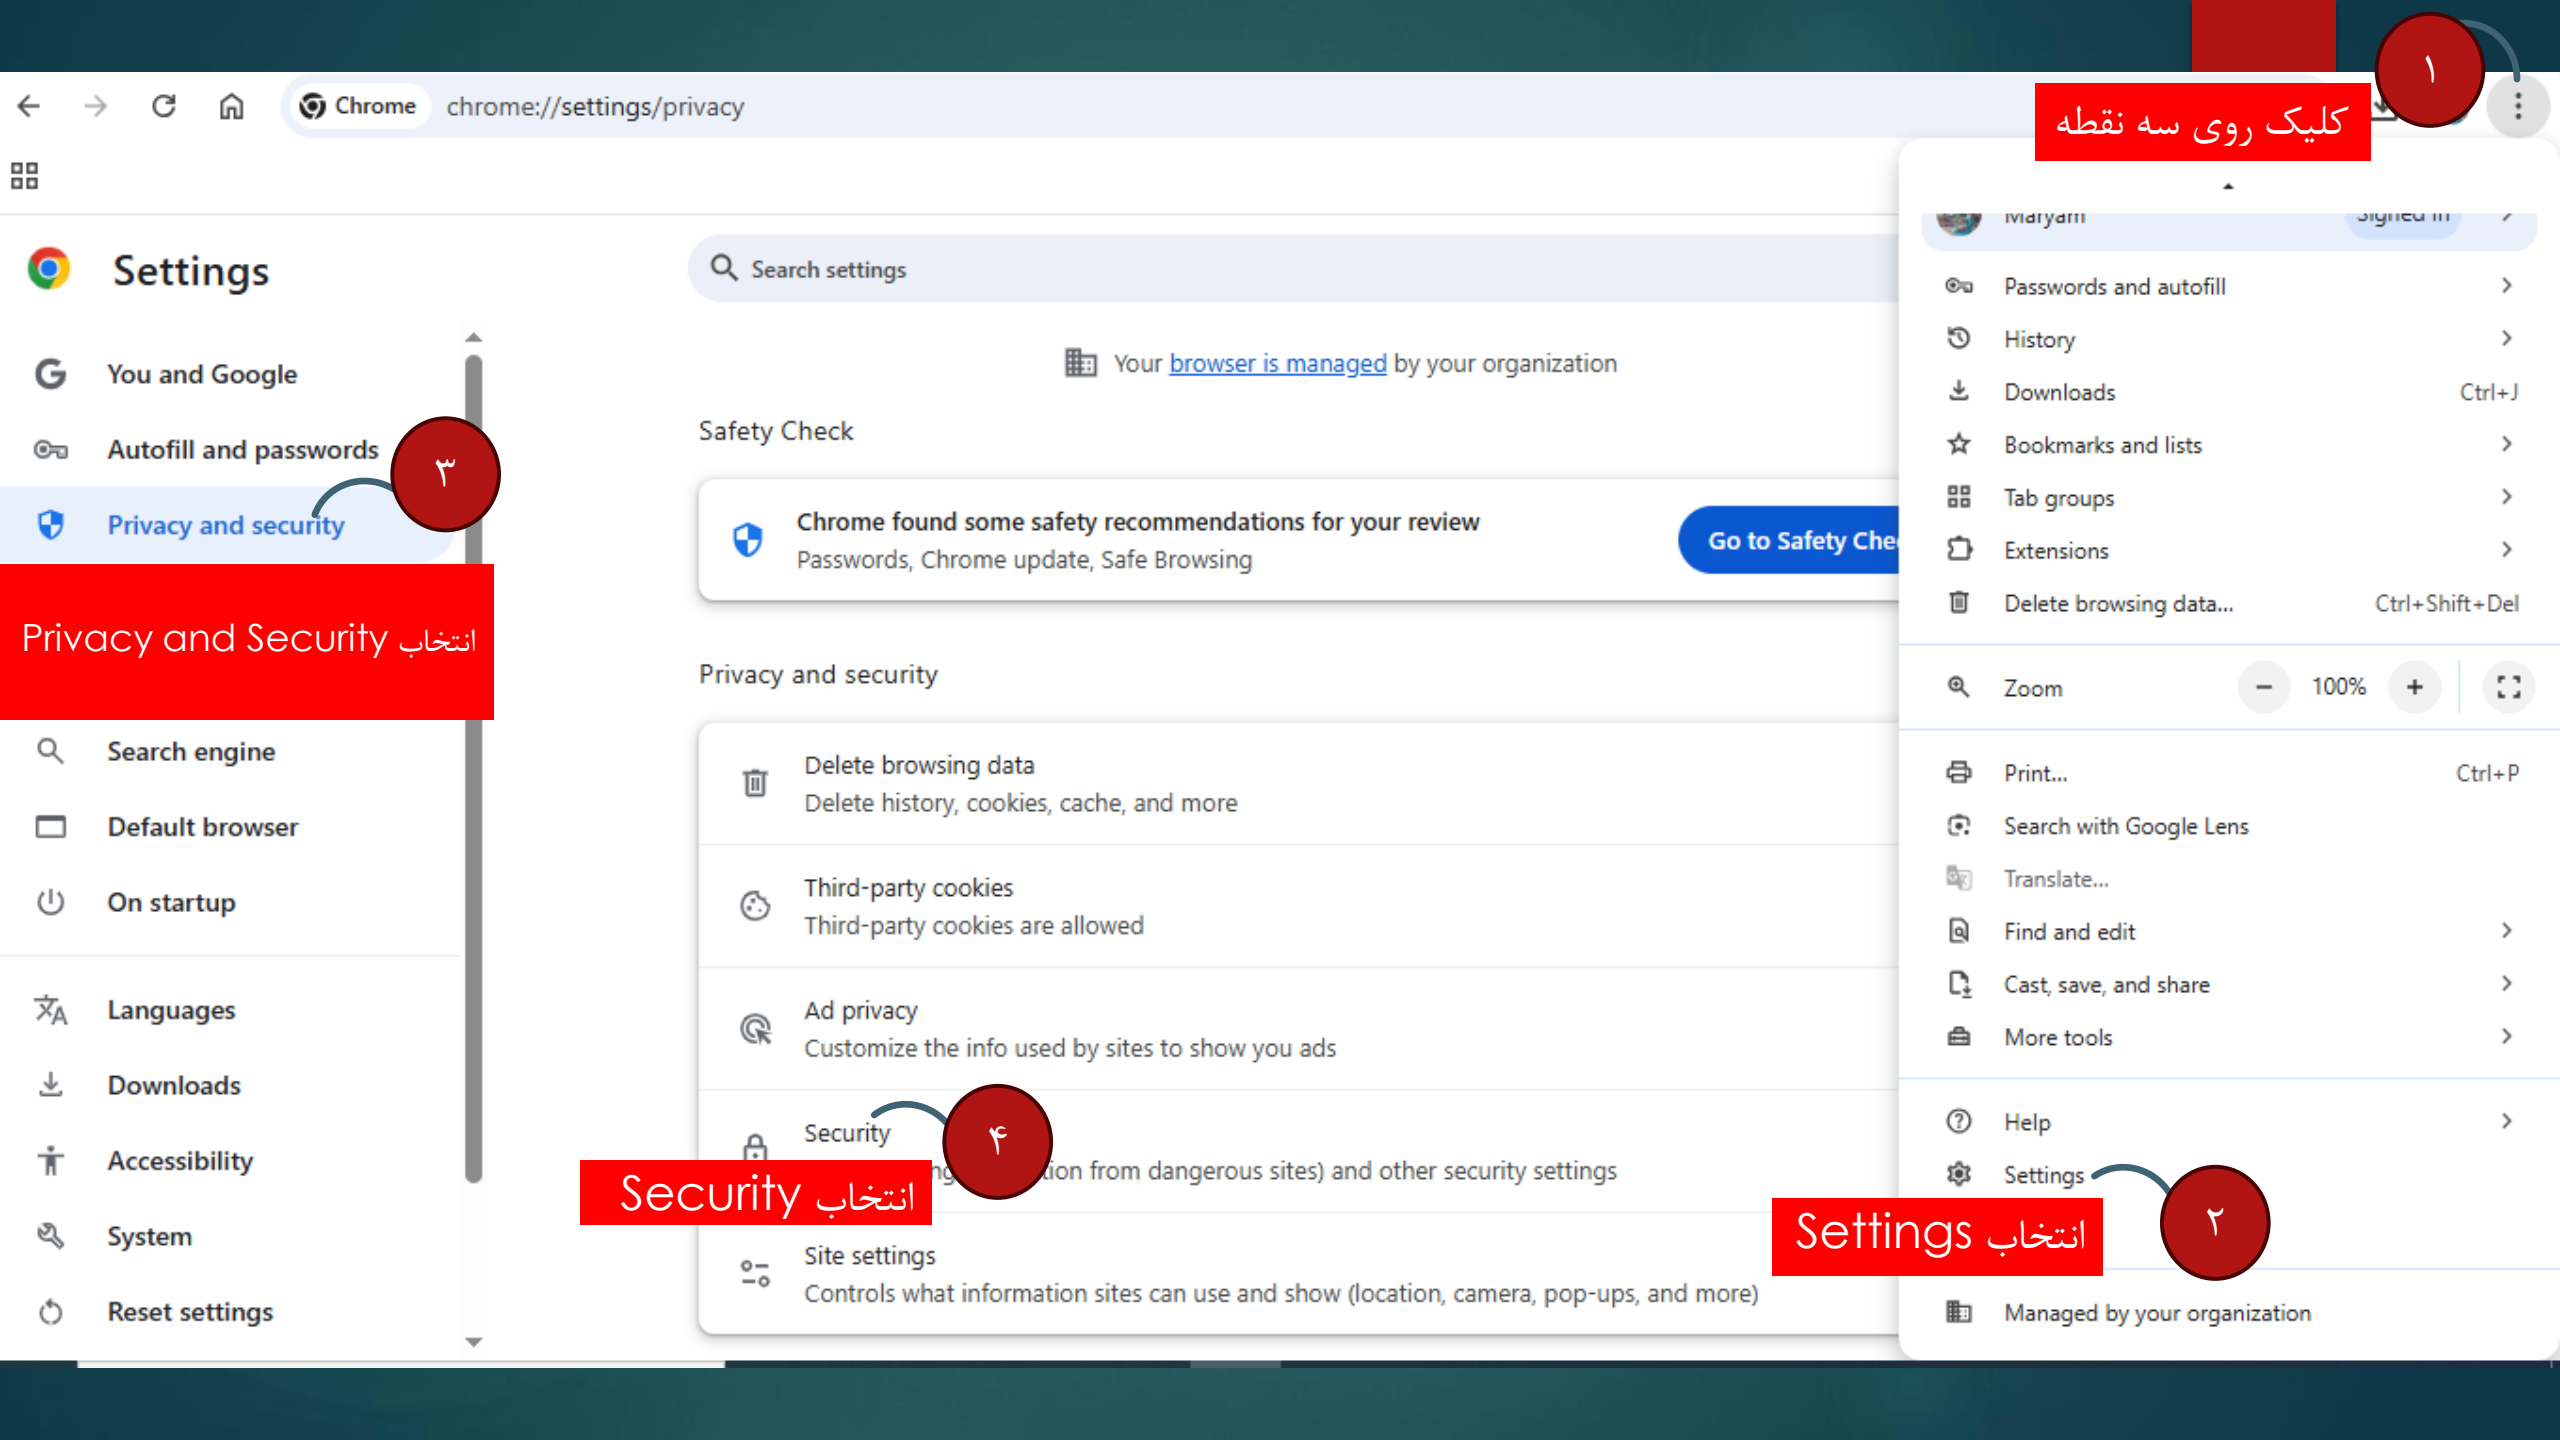 ۱
کلیک روی سه نقطه
Chrome
chrome://settings/privacy
Maryam
Signed in
Settings
Search settings
Your browser is managed by your organization
You and Google
Autofill and passwords
۳
Privacy and security
انتخاب Privacy and Security
Search engine
Default browser
On startup
Languages
Downloads
Accessibility
System
Reset settings
Safety Check
Chrome found some safety recommendations for your review
Passwords, Chrome update, Safe Browsing
Go to Safety
Privacy and security
Delete browsing data
Delete history, cookies, cache, and more
Third-party cookies
Third-party cookies are allowed
Ad privacy
Customize the info used by sites to show you ads
Security
۴
from dangerous sites) and other security settings
انتخاب Security
Site settings
Controls what information sites can use and show (location, camera, pop-ups, and more)
Passwords and autofill
History
Downloads Ctrl+J
Bookmarks and lists
Tab groups
Extensions
Delete browsing data... Ctrl+Shift+Del
Zoom 100%
Print... Ctrl+P
Search with Google Lens
Translate...
Find and edit
Cast, save, and share
More tools
Help
Settings
۲
انتخاب Settings
Managed by your organization